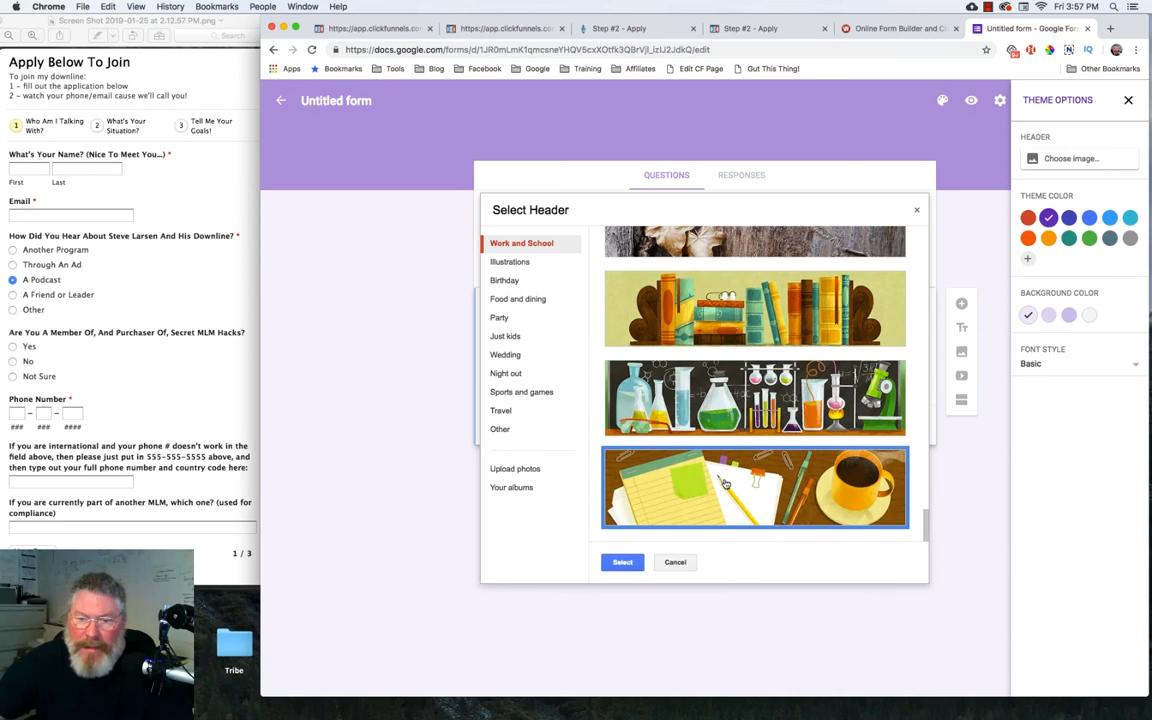 Chrome File Edit View History Bookmarks People Window Help
Fri 3:57 PM
Screen Shot 2019-01-25 at 2.12.57 PM.png
Search
https://app.clickfunnels.com/f
https://app.clickfunnels.com/f
Step #2 - Apply
Step #2 - Apply
Online Form Builder and C
Untitled form - Google Form
https://docs.google.com/forms/d/1JR0mLmK1qmcsneYHQV5cxXOtfk3QBrVjl_izIJ2JdkQ/edit
Apps Bookmarks Tools Blog Facebook Google Training Affiliates Edit CF Page Gut This Thing! Other Bookmarks
Apply Below To Join
To join my downline:
1 - fill out the application below
2 - watch your phone/email cause we'll call you!
1 Who Am I Talking With?
2 What's Your Situation?
3 Tell Me Your Goals!
What's Your Name? (Nice To Meet You...) *
First Last
Email *
How Did You Hear About Steve Larsen And His Downline? *
Another Program
Through An Ad
A Podcast
A Friend or Leader
Other
Are You A Member Of, And Purchaser Of, Secret MLM Hacks?
Yes
No
Not Sure
Phone Number *
### ### ####
If you are international and your phone # doesn't work in the
field above, then please just put in 555-555-5555 above, and
then type out your full phone number and country code here:
If you are currently part of another MLM, which one? (used for
compliance)
1 / 3
Tribe
Untitled form
QUESTIONS RESPONSES
Select Header
Work and School
Illustrations
Birthday
Food and dining
Party
Just kids
Wedding
Night out
Sports and games
Travel
Other
Upload photos
Your albums
Select Cancel
THEME OPTIONS
HEADER
Choose image...
THEME COLOR
BACKGROUND COLOR
FONT STYLE
Basic